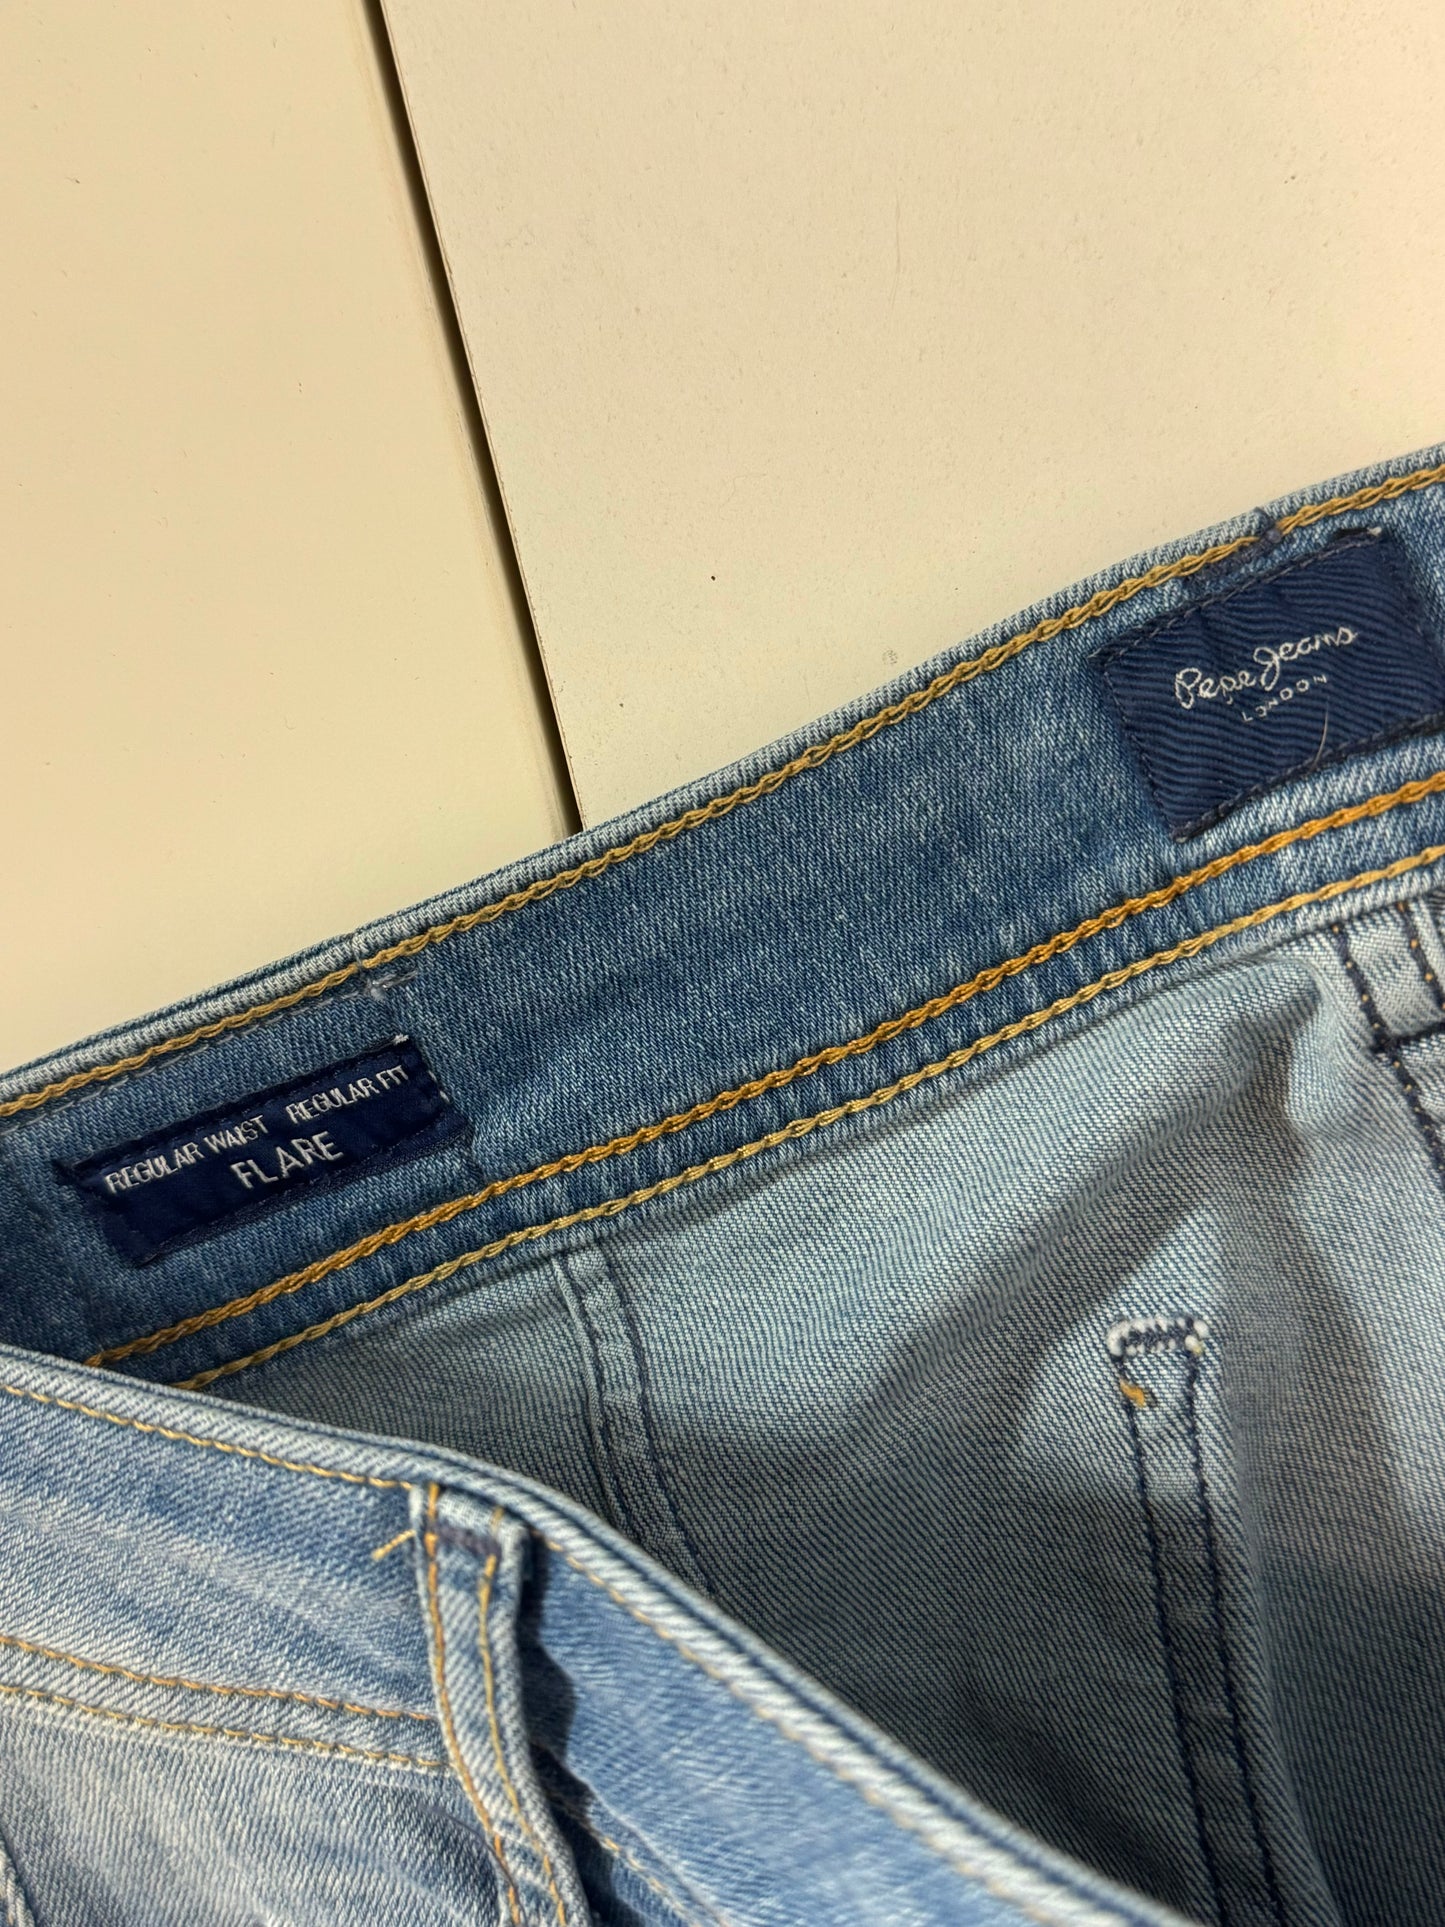 Pepe Jeans
LONDON
REGULAR WAIST REGULAR FIT
FLARE